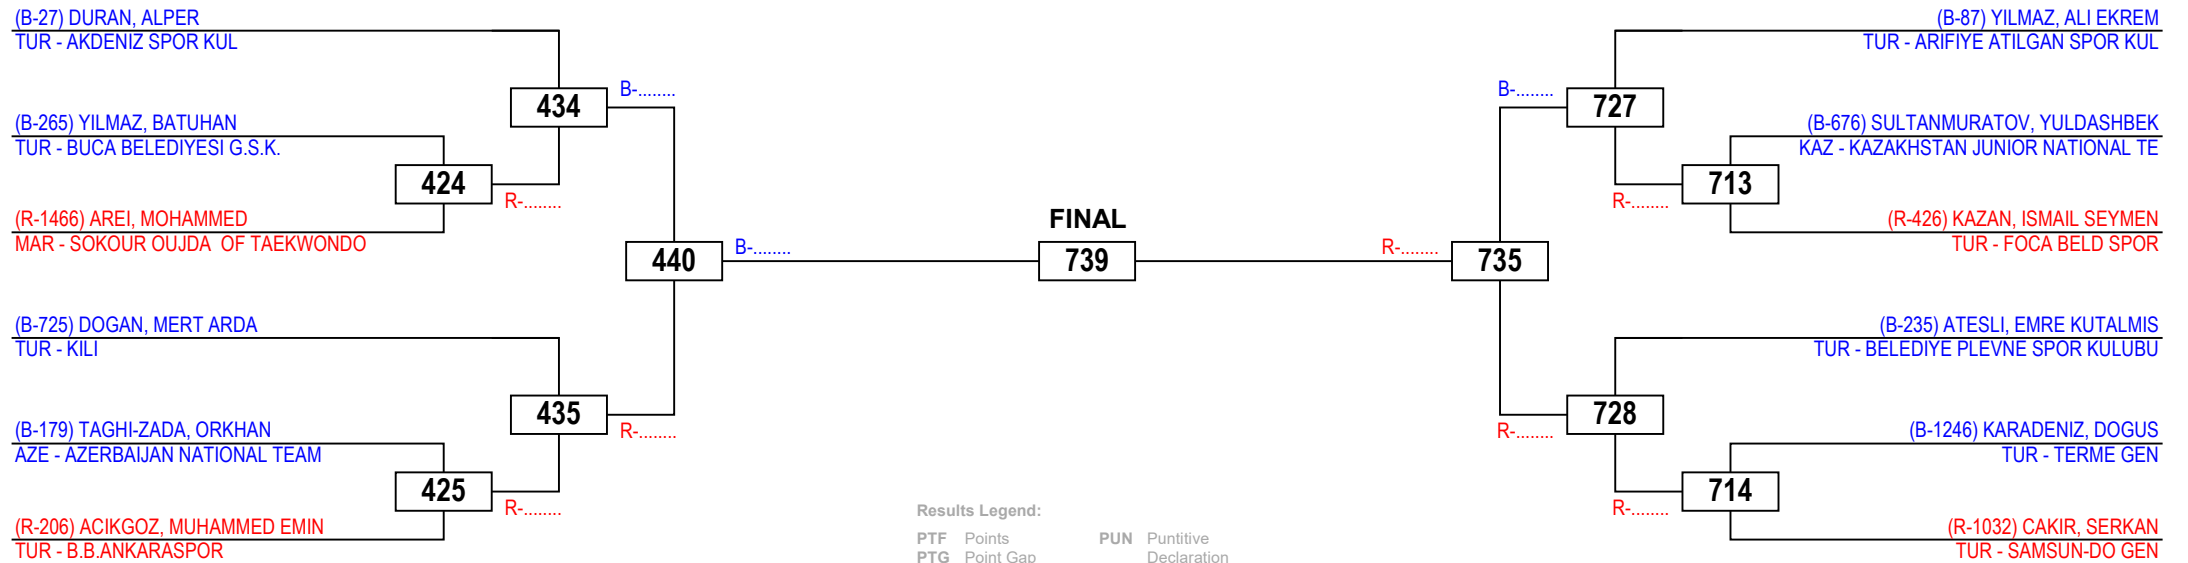 (B-27) DURAN, ALPER
TUR - AKDENIZ SPOR KUL
434
B-........
(B-265) YILMAZ, BATUHAN
TUR - BUCA BELEDIYESI G.S.K.
424
R-........
(R-1466) AREI, MOHAMMED
MAR - SOKOUR OUJDA  OF TAEKWONDO
440
B-........
(B-725) DOGAN, MERT ARDA
TUR - KILI
435
R-........
(B-179) TAGHI-ZADA, ORKHAN
AZE - AZERBAIJAN NATIONAL TEAM
425
R-........
(R-206) ACIKGOZ, MUHAMMED EMIN
TUR - B.B.ANKARASPOR
FINAL
739
(B-87) YILMAZ, ALI EKREM
TUR - ARIFIYE ATILGAN SPOR KUL
B-........
727
(B-676) SULTANMURATOV, YULDASHBEK
KAZ - KAZAKHSTAN JUNIOR NATIONAL TE
713
R-........
(R-426) KAZAN, ISMAIL SEYMEN
TUR - FOCA BELD SPOR
R-........
735
(B-235) ATESLI, EMRE KUTALMIS
TUR - BELEDIYE PLEVNE SPOR KULUBU
728
R-........
(B-1246) KARADENIZ, DOGUS
TUR - TERME GEN
714
R-........
(R-1032) CAKIR, SERKAN
TUR - SAMSUN-DO GEN
Results Legend:
PTF Points PUN Puntitive
PTG Point Gap Declaration